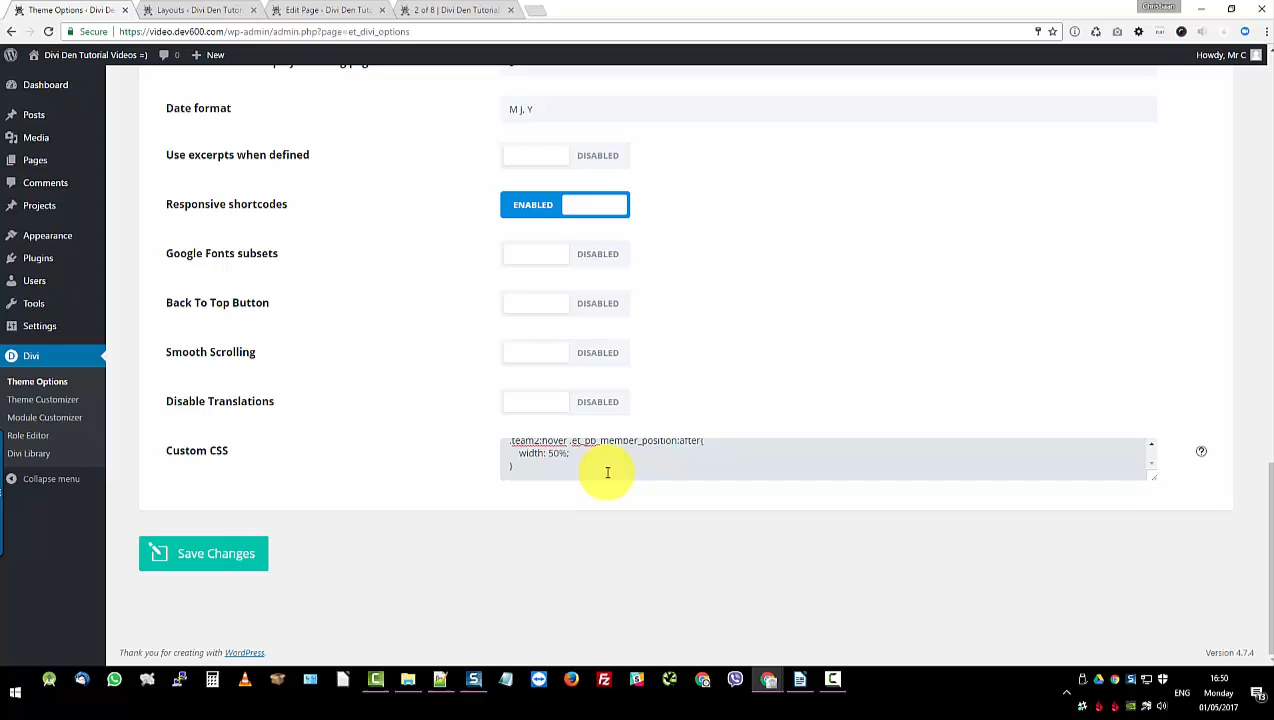 Theme Options ‹ Divi De
Layouts ‹ Divi Den Tutor
Edit Page ‹ Divi Den Tuto
2 of 8 | Divi Den Tutorial
Christiaan
Secure
https://video.dev600.com/wp-admin/admin.php?page=et_divi_options
Divi Den Tutorial Videos =)
0
New
Howdy, Mr C
Dashboard
Posts
Media
Pages
Comments
Projects
Appearance
Plugins
Users
Tools
Settings
Divi
Theme Options
Theme Customizer
Module Customizer
Role Editor
Divi Library
Collapse menu
Date format
M j, Y
Use excerpts when defined
DISABLED
Responsive shortcodes
ENABLED
Google Fonts subsets
DISABLED
Back To Top Button
DISABLED
Smooth Scrolling
DISABLED
Disable Translations
DISABLED
Custom CSS
.team2:hover .et_pb_member_position:after{
width: 50%;
}
Save Changes
Thank you for creating with WordPress.
Version 4.7.4
ENG
16:50
Monday
01/05/2017